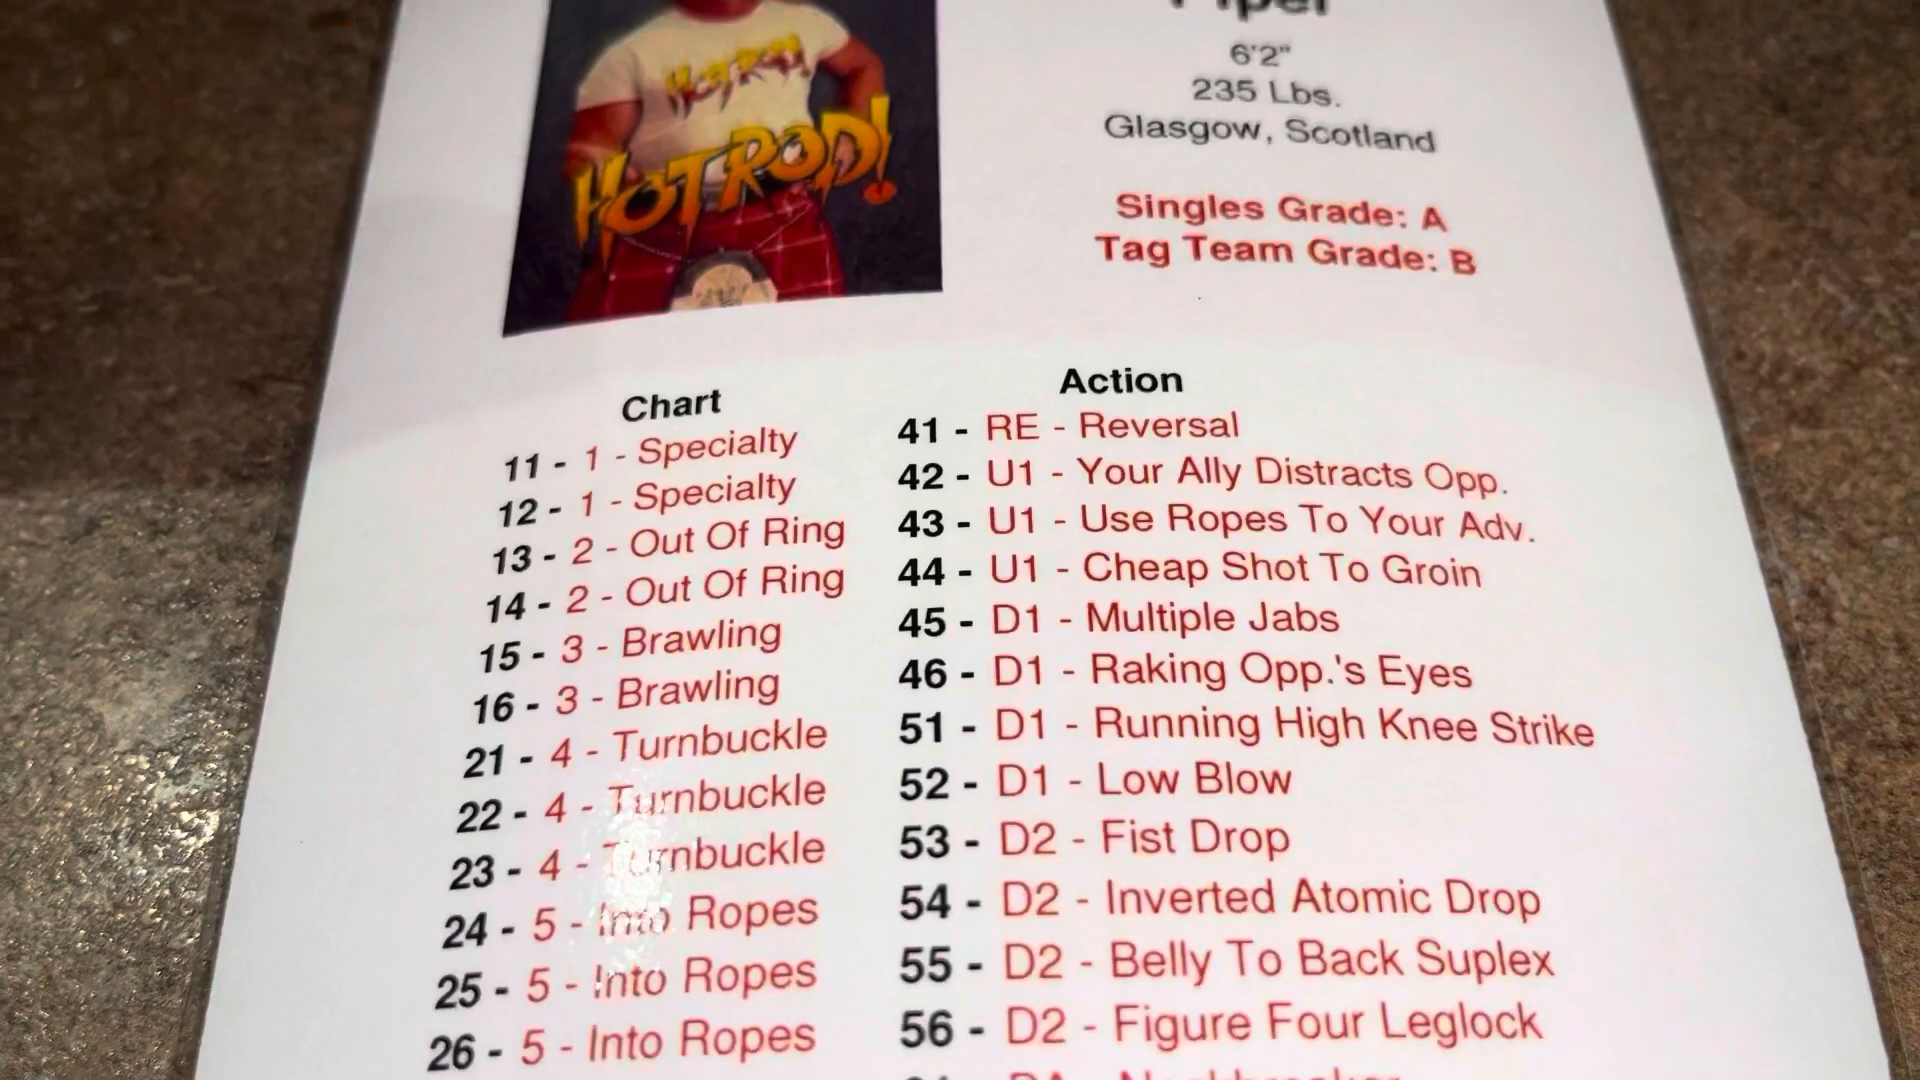 Piper
6'2"
235 Lbs.
Glasgow, Scotland
HOT ROD!
HOT ROD!
Singles Grade: A
Tag Team Grade: B
Chart
11 - 1 - Specialty
12 - 1 - Specialty
13 - 2 - Out Of Ring
14 - 2 - Out Of Ring
15 - 3 - Brawling
16 - 3 - Brawling
21 - 4 - Turnbuckle
22 - 4 - Turnbuckle
23 - 4 - Turnbuckle
24 - 5 - Into Ropes
25 - 5 - Into Ropes
26 - 5 - Into Ropes
Action
41 - RE - Reversal
42 - U1 - Your Ally Distracts Opp.
43 - U1 - Use Ropes To Your Adv.
44 - U1 - Cheap Shot To Groin
45 - D1 - Multiple Jabs
46 - D1 - Raking Opp.'s Eyes
51 - D1 - Running High Knee Strike
52 - D1 - Low Blow
53 - D2 - Fist Drop
54 - D2 - Inverted Atomic Drop
55 - D2 - Belly To Back Suplex
56 - D2 - Figure Four Leglock